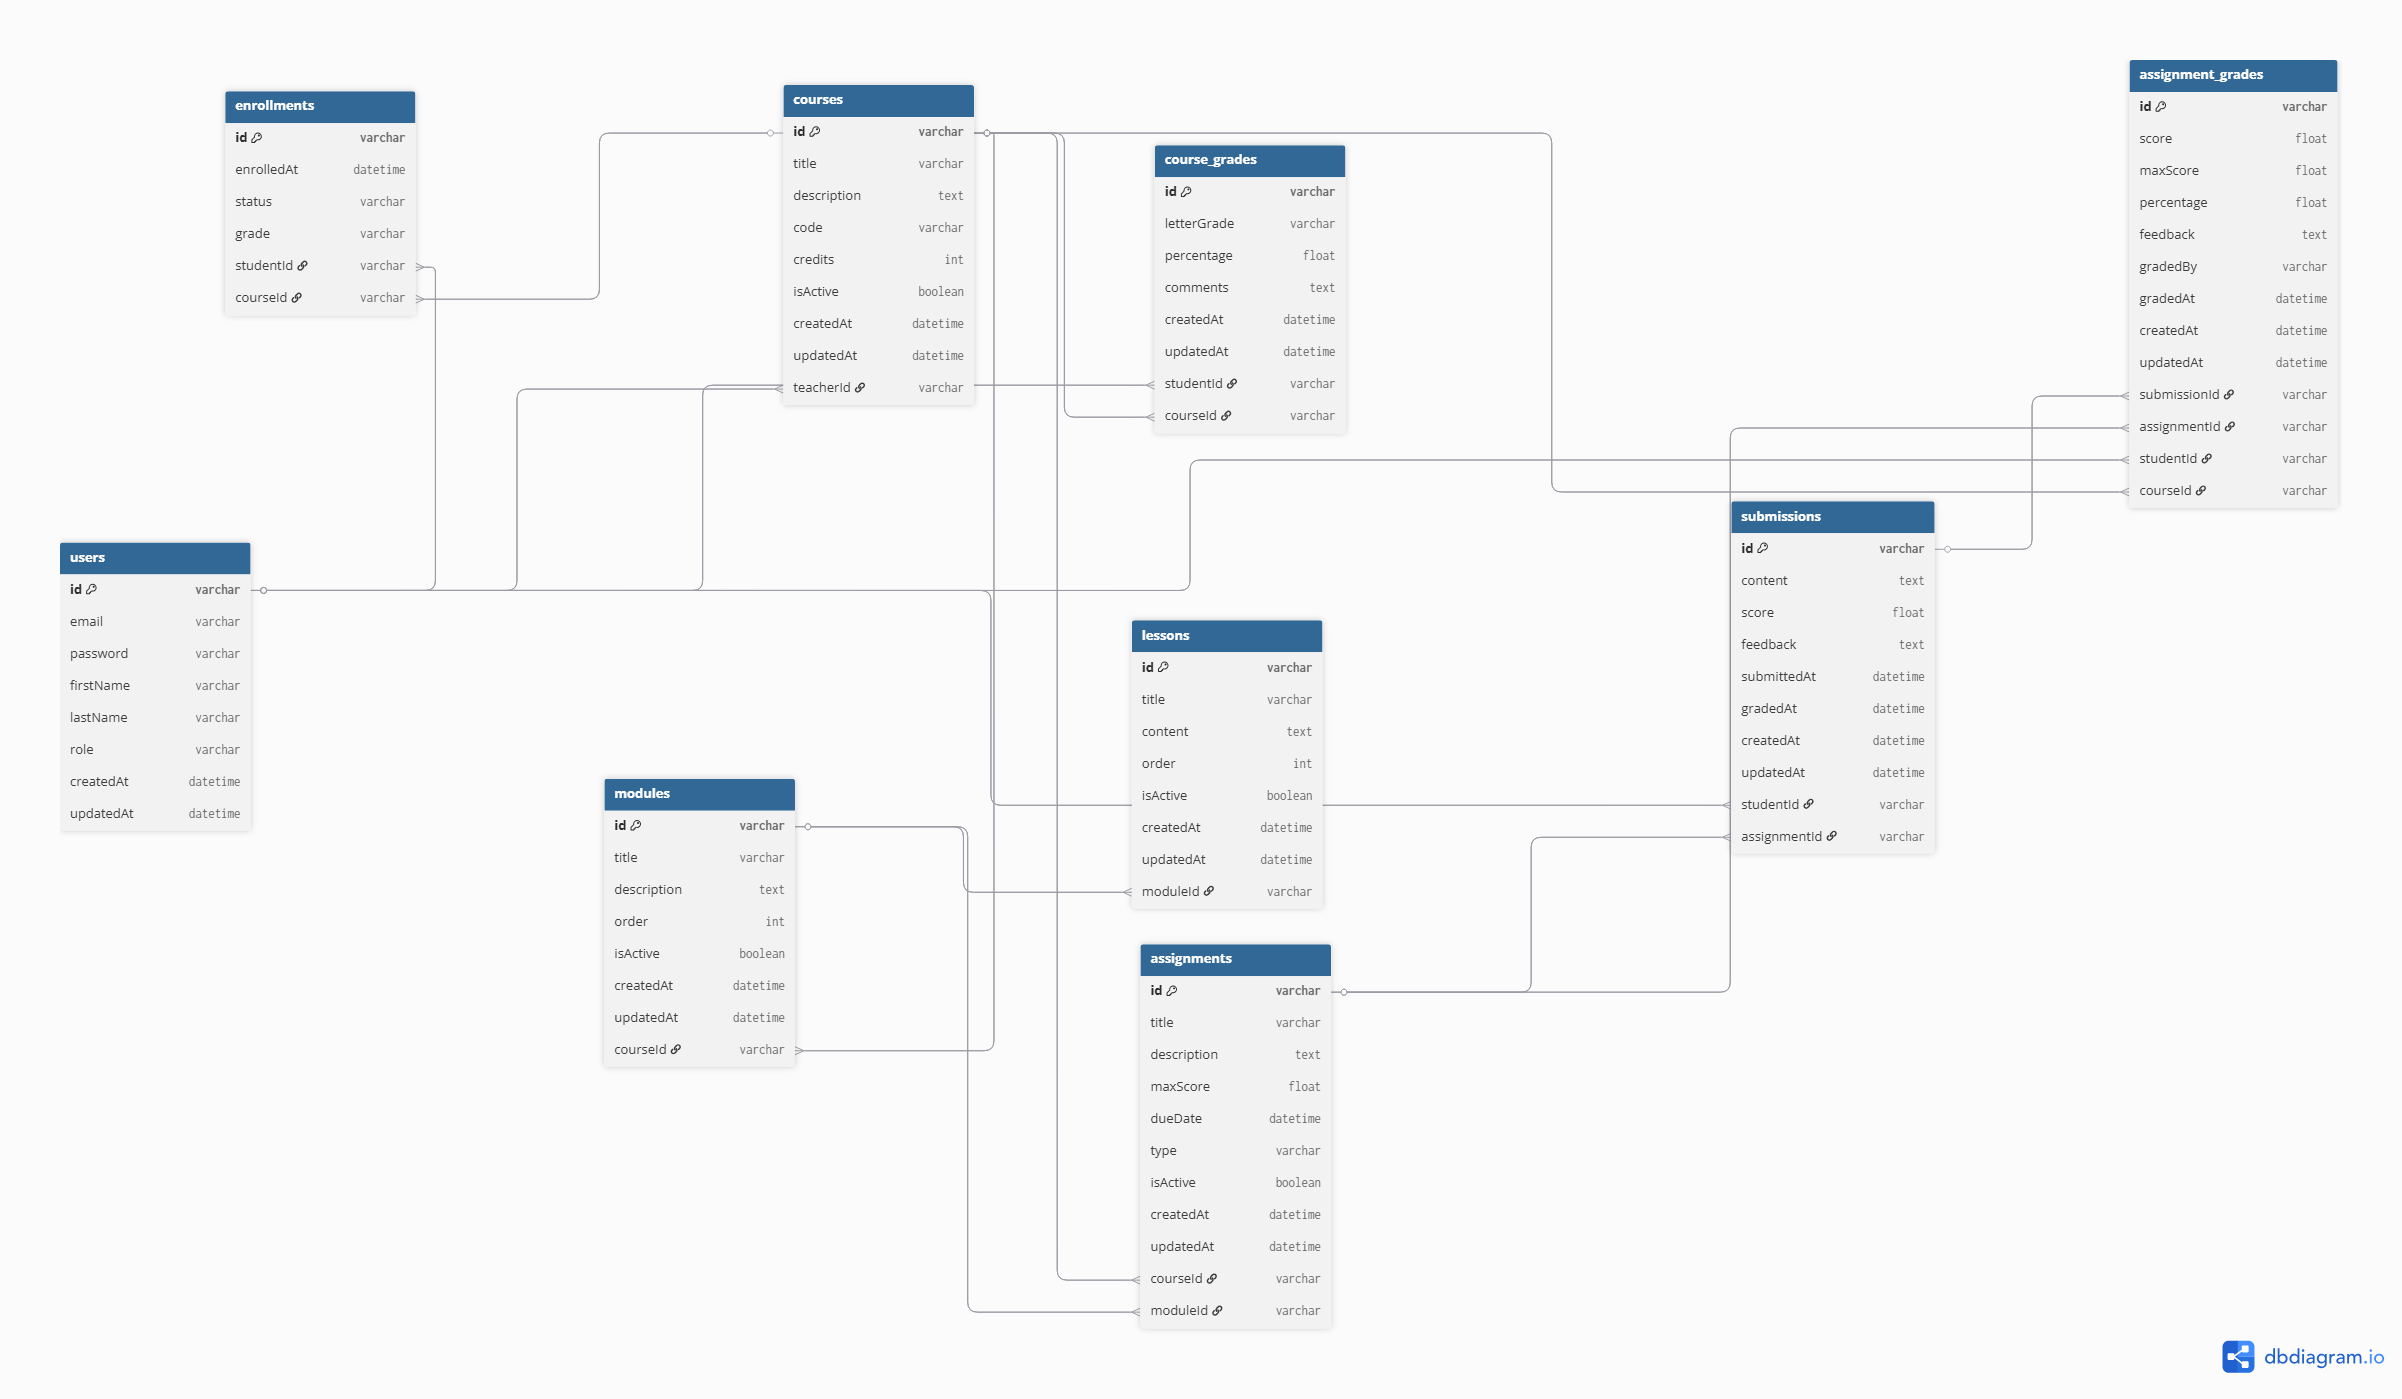 enrollments
id varchar
enrolledAt datetime
status varchar
grade varchar
studentId varchar
courseId varchar
courses
id varchar
title varchar
description text
code varchar
credits int
isActive boolean
createdAt datetime
updatedAt datetime
teacherId varchar
course_grades
id varchar
letterGrade varchar
percentage float
comments text
createdAt datetime
updatedAt datetime
studentId varchar
courseId varchar
assignment_grades
id varchar
score float
maxScore float
percentage float
feedback text
gradedBy varchar
gradedAt datetime
createdAt datetime
updatedAt datetime
submissionId varchar
assignmentId varchar
studentId varchar
courseId varchar
users
id varchar
email varchar
password varchar
firstName varchar
lastName varchar
role varchar
createdAt datetime
updatedAt datetime
submissions
id varchar
content text
score float
feedback text
submittedAt datetime
gradedAt datetime
createdAt datetime
updatedAt datetime
studentId varchar
assignmentId varchar
lessons
id varchar
title varchar
content text
order int
isActive boolean
createdAt datetime
updatedAt datetime
moduleId varchar
modules
id varchar
title varchar
description text
order int
isActive boolean
createdAt datetime
updatedAt datetime
courseId varchar
assignments
id varchar
title varchar
description text
maxScore float
dueDate datetime
type varchar
isActive boolean
createdAt datetime
updatedAt datetime
courseId varchar
moduleId varchar
dbdiagram.io